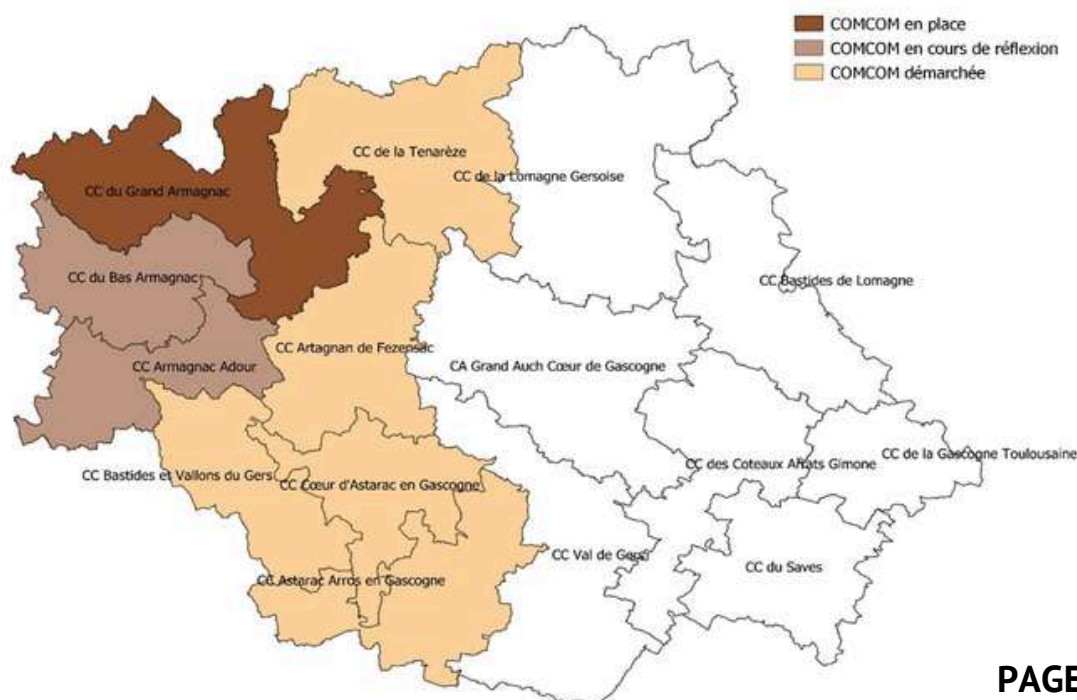 COMCOM en place
COMCOM en cours de réflexion
COMCOM démarchée
CC de la Tenarèze
CC de la Lomagne Gersoise
CC du Grand Armagnac
CC du Bas Armagnac
CC Bastides de Lomagne
CC Artagnan de Fezensac
CC Armagnac Adour
CA Grand Auch Cœur de Gascogne
CC Bastides et Vallons du Gers
CC Cœur d'Astarac en Gascogne
CC des Coteaux Arrats Gimone
CC de la Gascogne Toulousaine
CC Val de Gers
CC du Saves
CC Astarac Arros en Gascogne
PAGE